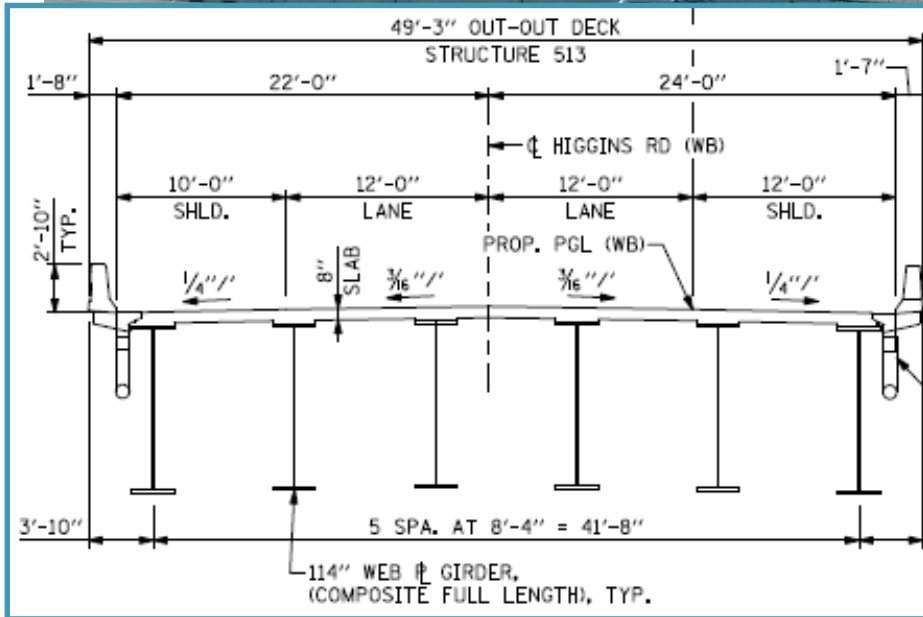 49'-3" OUT-OUT DECK
STRUCTURE 513
1'-8"
22'-0"
24'-0"
1'-7"
℄ HIGGINS RD (WB)
10'-0"
SHLD.
12'-0"
LANE
12'-0"
LANE
12'-0"
SHLD.
2'-10"
TYP.
8"
SLAB
PROP. PGL (WB)
1/4"/'
3/16"/'
3/16"/'
1/4"/'
3'-10"
5 SPA. AT 8'-4" = 41'-8"
114" WEB ⅊ GIRDER,
(COMPOSITE FULL LENGTH), TYP.